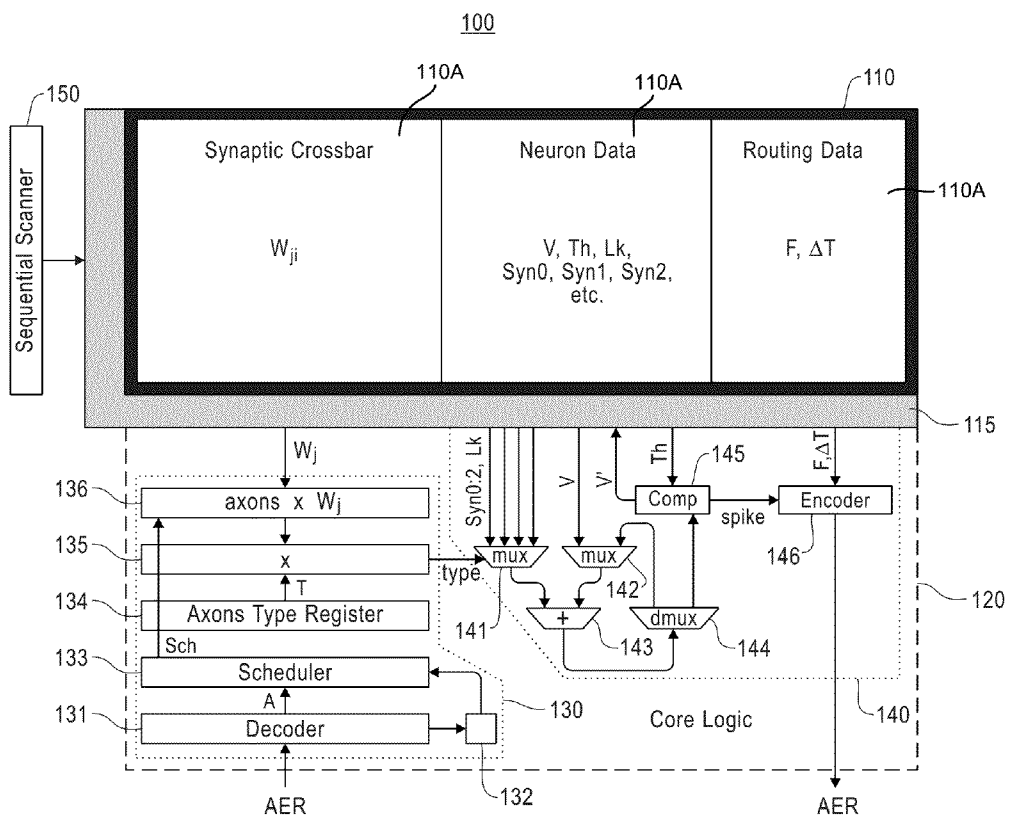 100
150
110A
110A
110
Sequential Scanner
Synaptic Crossbar
Neuron Data
Routing Data
110A
Wji
V, Th, Lk,
Syn0, Syn1, Syn2,
etc.
F, ΔT
115
Wj
Syn0:2, Lk
V
V'
Th
145
F,ΔT
136
axons x Wj
Comp
spike
Encoder
146
135
x
type
mux
mux
142
120
T
134
Axons Type Register
141
+
143
dmux
144
Sch
133
Scheduler
A
130
140
131
Decoder
Core Logic
132
AER
AER